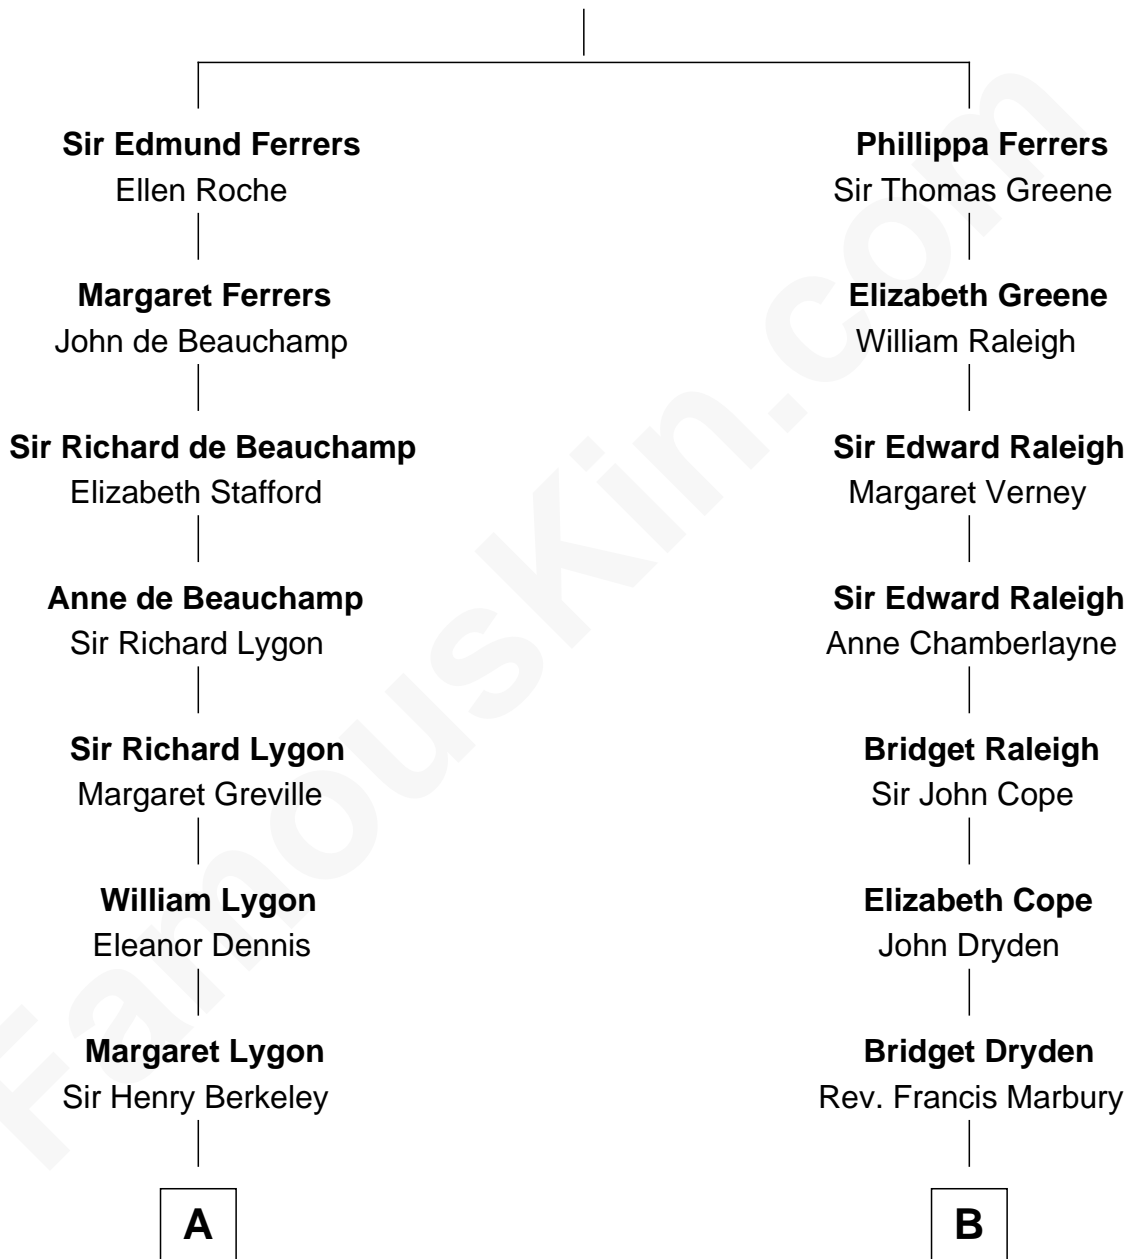 Sir Edmund Ferrers
Ellen Roche
Margaret Ferrers
John de Beauchamp
Sir Richard de Beauchamp
Elizabeth Stafford
Anne de Beauchamp
Sir Richard Lygon
Sir Richard Lygon
Margaret Greville
William Lygon
Eleanor Dennis
Margaret Lygon
Sir Henry Berkeley
A
Phillippa Ferrers
Sir Thomas Greene
Elizabeth Greene
William Raleigh
Sir Edward Raleigh
Margaret Verney
Sir Edward Raleigh
Anne Chamberlayne
Bridget Raleigh
Sir John Cope
Elizabeth Cope
John Dryden
Bridget Dryden
Rev. Francis Marbury
B
FamousKin.com